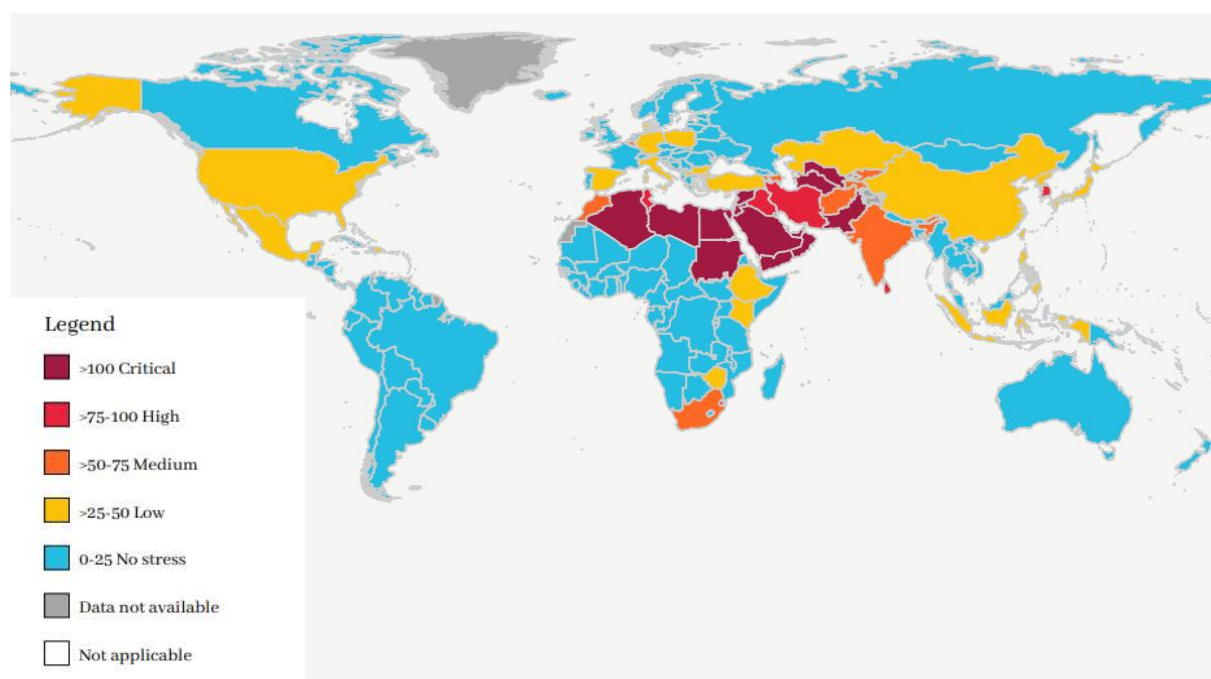 Legend
>100 Critical
>75-100 High
>50-75 Medium
>25-50 Low
0-25 No stress
Data not available
Not applicable